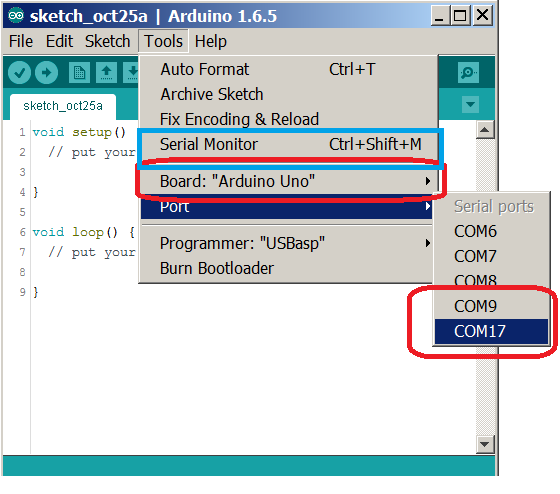 sketch_oct25a | Arduino 1.6.5
File Edit Sketch Tools Help
sketch_oct25a
Auto Format Ctrl+T
Archive Sketch
Fix Encoding & Reload
Serial Monitor Ctrl+Shift+M
Board: "Arduino Uno"
Port
Programmer: "USBasp"
Burn Bootloader
Serial ports
COM6
COM7
COM8
COM9
COM17
1 void setup()
2 // put your
3
4 }
5
6 void loop() {
7 // put your
8
9 }